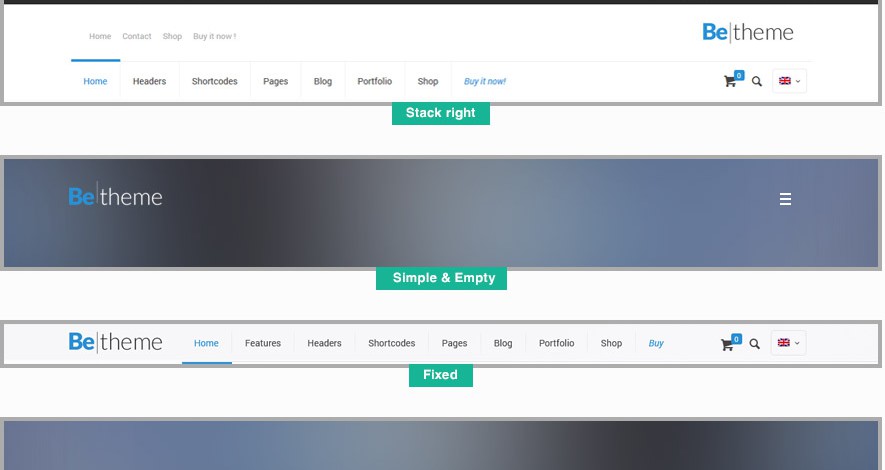 Home Contact Shop Buy it now !
Be theme
Home Headers Shortcodes Pages Blog Portfolio Shop Buy it now!
0
Stack right
Be theme
Simple & Empty
Be theme
Home Features Headers Shortcodes Pages Blog Portfolio Shop Buy
0
Fixed